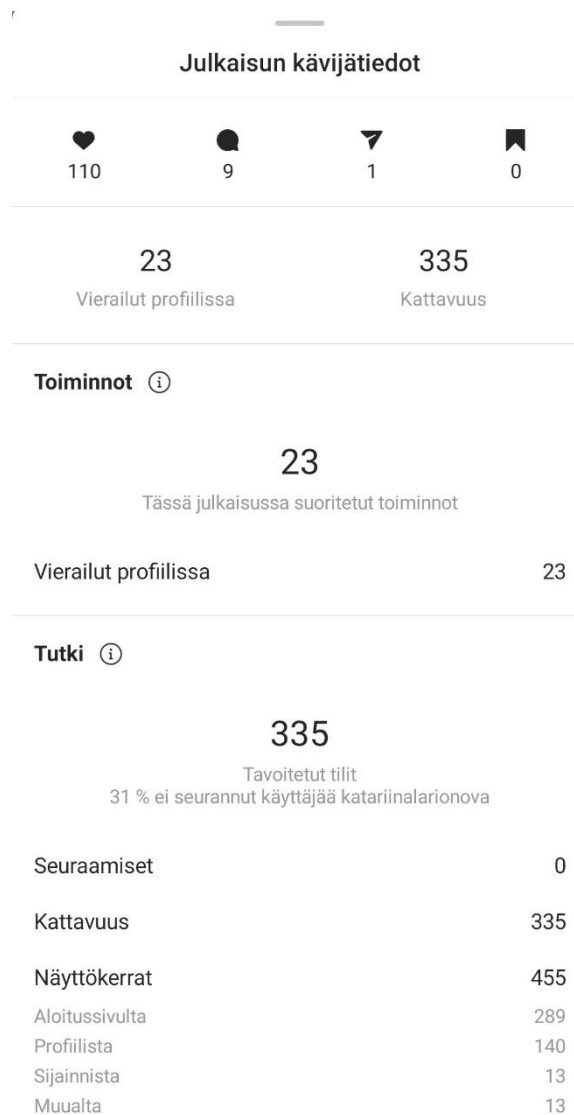 Julkaisun kävijätiedot
110 9 1 0
23 335
Vierailut profiilissa Kattavuus
Toiminnot
23
Tässä julkaisussa suoritetut toiminnot
Vierailut profiilissa 23
Tutki
335
Tavoitetut tilit
31 % ei seurannut käyttäjää katariinalarionova
Seuraamiset 0
Kattavuus 335
Näyttökerrat 455
Aloitussivulta 289
Profiilista 140
Sijainnista 13
Muualta 13